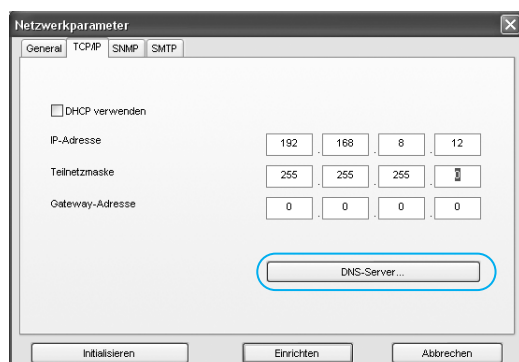 Netzwerkparameter
General TCP/IP SNMP SMTP
DHCP verwenden
IP-Adresse 192 . 168 . 8 . 12
Teilnetzmaske 255 . 255 . 255 . 0
Gateway-Adresse 0 . 0 . 0 . 0
DNS-Server...
Initialisieren Einrichten Abbrechen